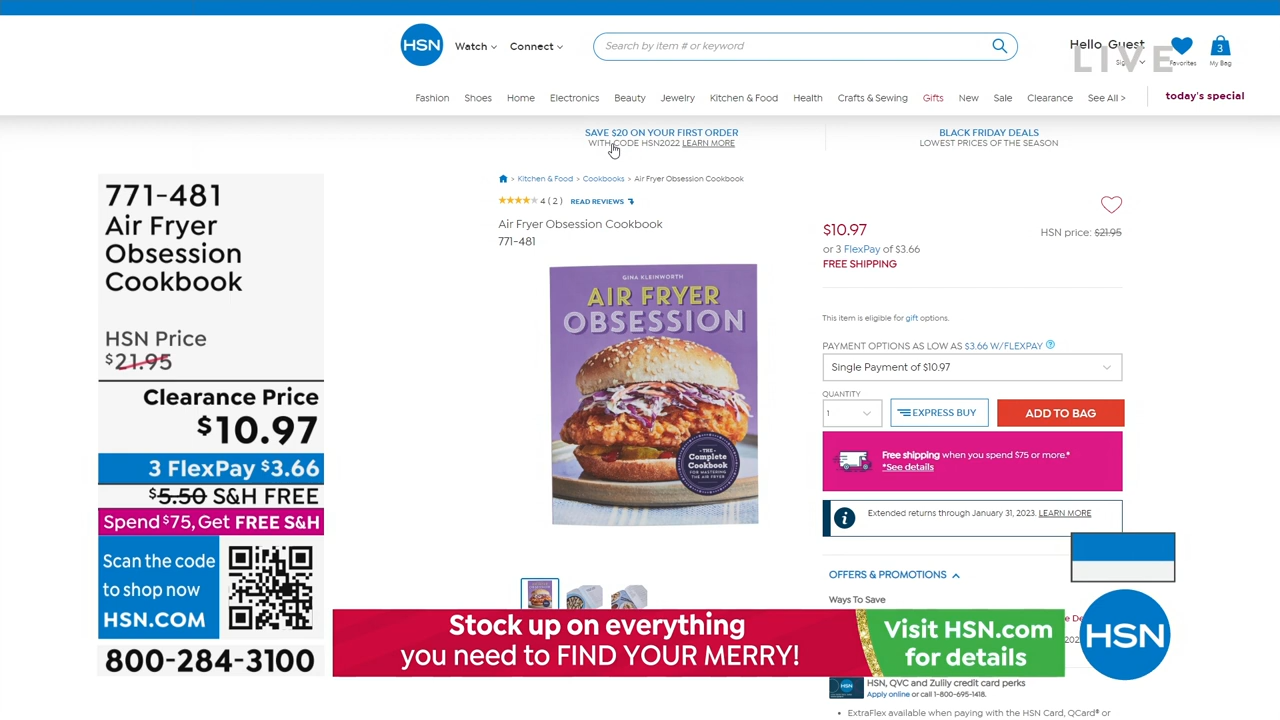 HSN
Watch
Connect
Search by item # or keyword
Hello, Guest
LIVE
Favorites
3
My Bag
Fashion
Shoes
Home
Electronics
Beauty
Jewelry
Kitchen & Food
Health
Crafts & Sewing
Gifts
New
Sale
Clearance
See All >
today's special
SAVE $20 ON YOUR FIRST ORDER
WITH CODE HSN2022 LEARN MORE
BLACK FRIDAY DEALS
LOWEST PRICES OF THE SEASON
771-481
Air Fryer
Obsession
Cookbook
HSN Price
$21.95
Clearance Price
$10.97
3 FlexPay $3.66
$5.50 S&H FREE
Spend $75, Get FREE S&H
Scan the code
to shop now
HSN.COM
800-284-3100
> Kitchen & Food > Cookbooks > Air Fryer Obsession Cookbook
4 ( 2 ) READ REVIEWS
Air Fryer Obsession Cookbook
771-481
GINA KLEINWORTH
AIR FRYER
OBSESSION
THE
Complete
Cookbook
FOR MASTERING
THE AIR FRYER
$10.97
HSN price: $21.95
or 3 FlexPay of $3.66
FREE SHIPPING
This item is eligible for gift options.
PAYMENT OPTIONS AS LOW AS $3.66 W/FLEXPAY ?
Single Payment of $10.97
QUANTITY
1
EXPRESS BUY
ADD TO BAG
Free shipping when you spend $75 or more.*
*See details
i
Extended returns through January 31, 2023. LEARN MORE
OFFERS & PROMOTIONS
Ways To Save
Stock up on everything
you need to FIND YOUR MERRY!
Visit HSN.com
for details
HSN
HSN, QVC and Zulily credit card perks
Apply online or call 1-800-695-1418.
• ExtraFlex available when paying with the HSN Card, QCard® or